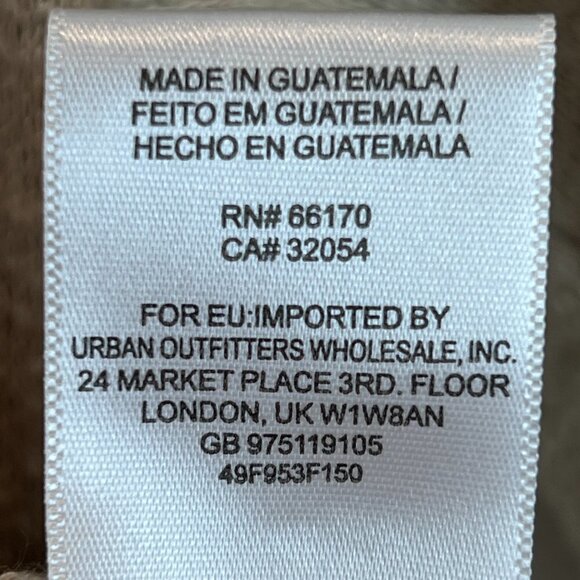 MADE IN GUATEMALA/
FEITO EM GUATEMALA/
HECHO EN GUATEMALA
RN# 66170
CA# 32054
FOR EU:IMPORTED BY
URBAN OUTFITTERS WHOLESALE, INC.
24 MARKET PLACE 3RD. FLOOR
LONDON, UK W1W8AN
GB 975119105
49F953F150